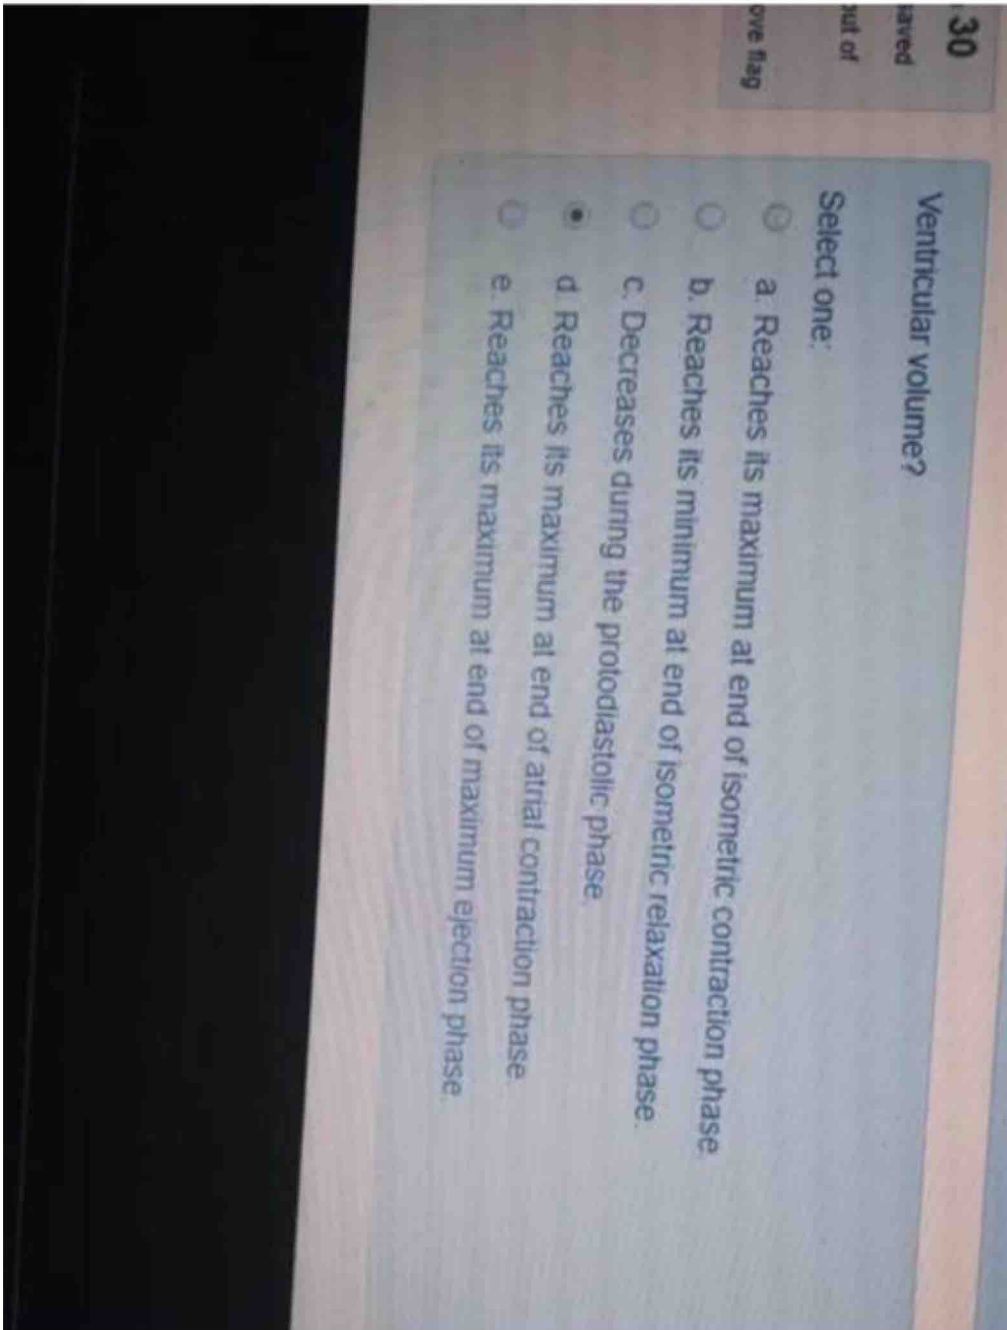 30
saved
out of
ove flag
Ventricular volume?
Select one:
a. Reaches its maximum at end of isometric contraction phase.
b. Reaches its minimum at end of isometric relaxation phase.
c. Decreases during the protodiastolic phase.
d. Reaches its maximum at end of atrial contraction phase.
e. Reaches its maximum at end of maximum ejection phase.